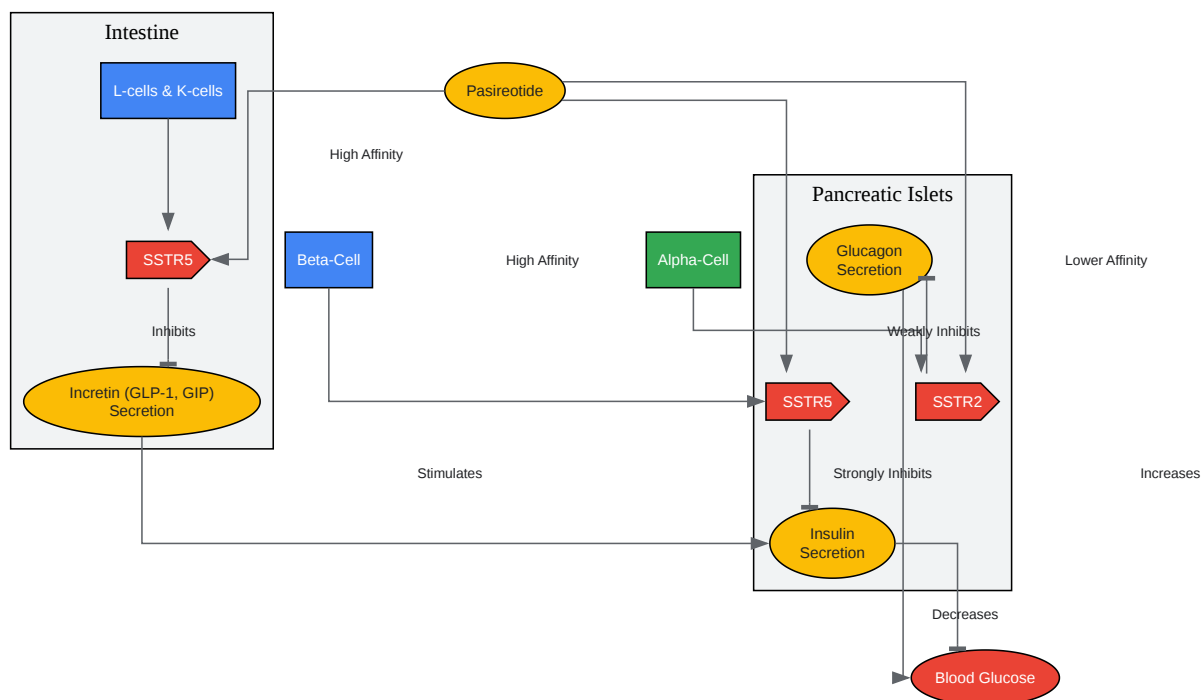 Intestine
L-cells & K-cells
Pasireotide
High Affinity
Pancreatic Islets
SSTR5
Beta-Cell
High Affinity
Alpha-Cell
Glucagon
Secretion
Lower Affinity
Inhibits
Weakly Inhibits
Incretin (GLP-1, GIP)
Secretion
SSTR5
SSTR2
Stimulates
Strongly Inhibits
Increases
Insulin
Secretion
Decreases
Blood Glucose